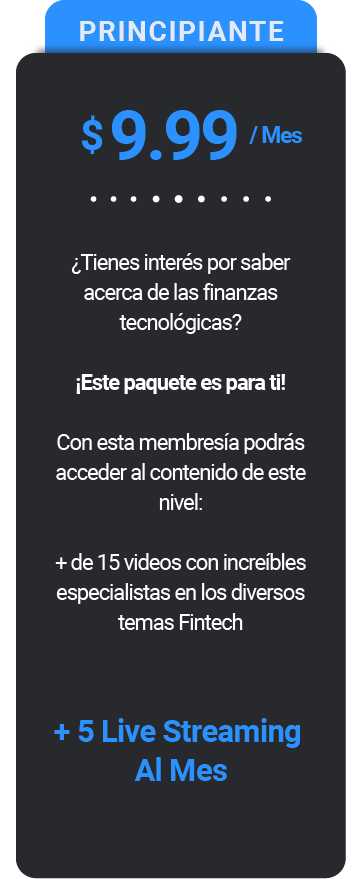 PRINCIPIANTE
$ 9.99 / Mes
¿Tienes interés por saber
acerca de las finanzas
tecnológicas?
¡Este paquete es para ti!
Con esta membresía podrás
acceder al contenido de este
nivel:
+ de 15 videos con increíbles
especialistas en los diversos
temas Fintech
+ 5 Live Streaming
Al Mes